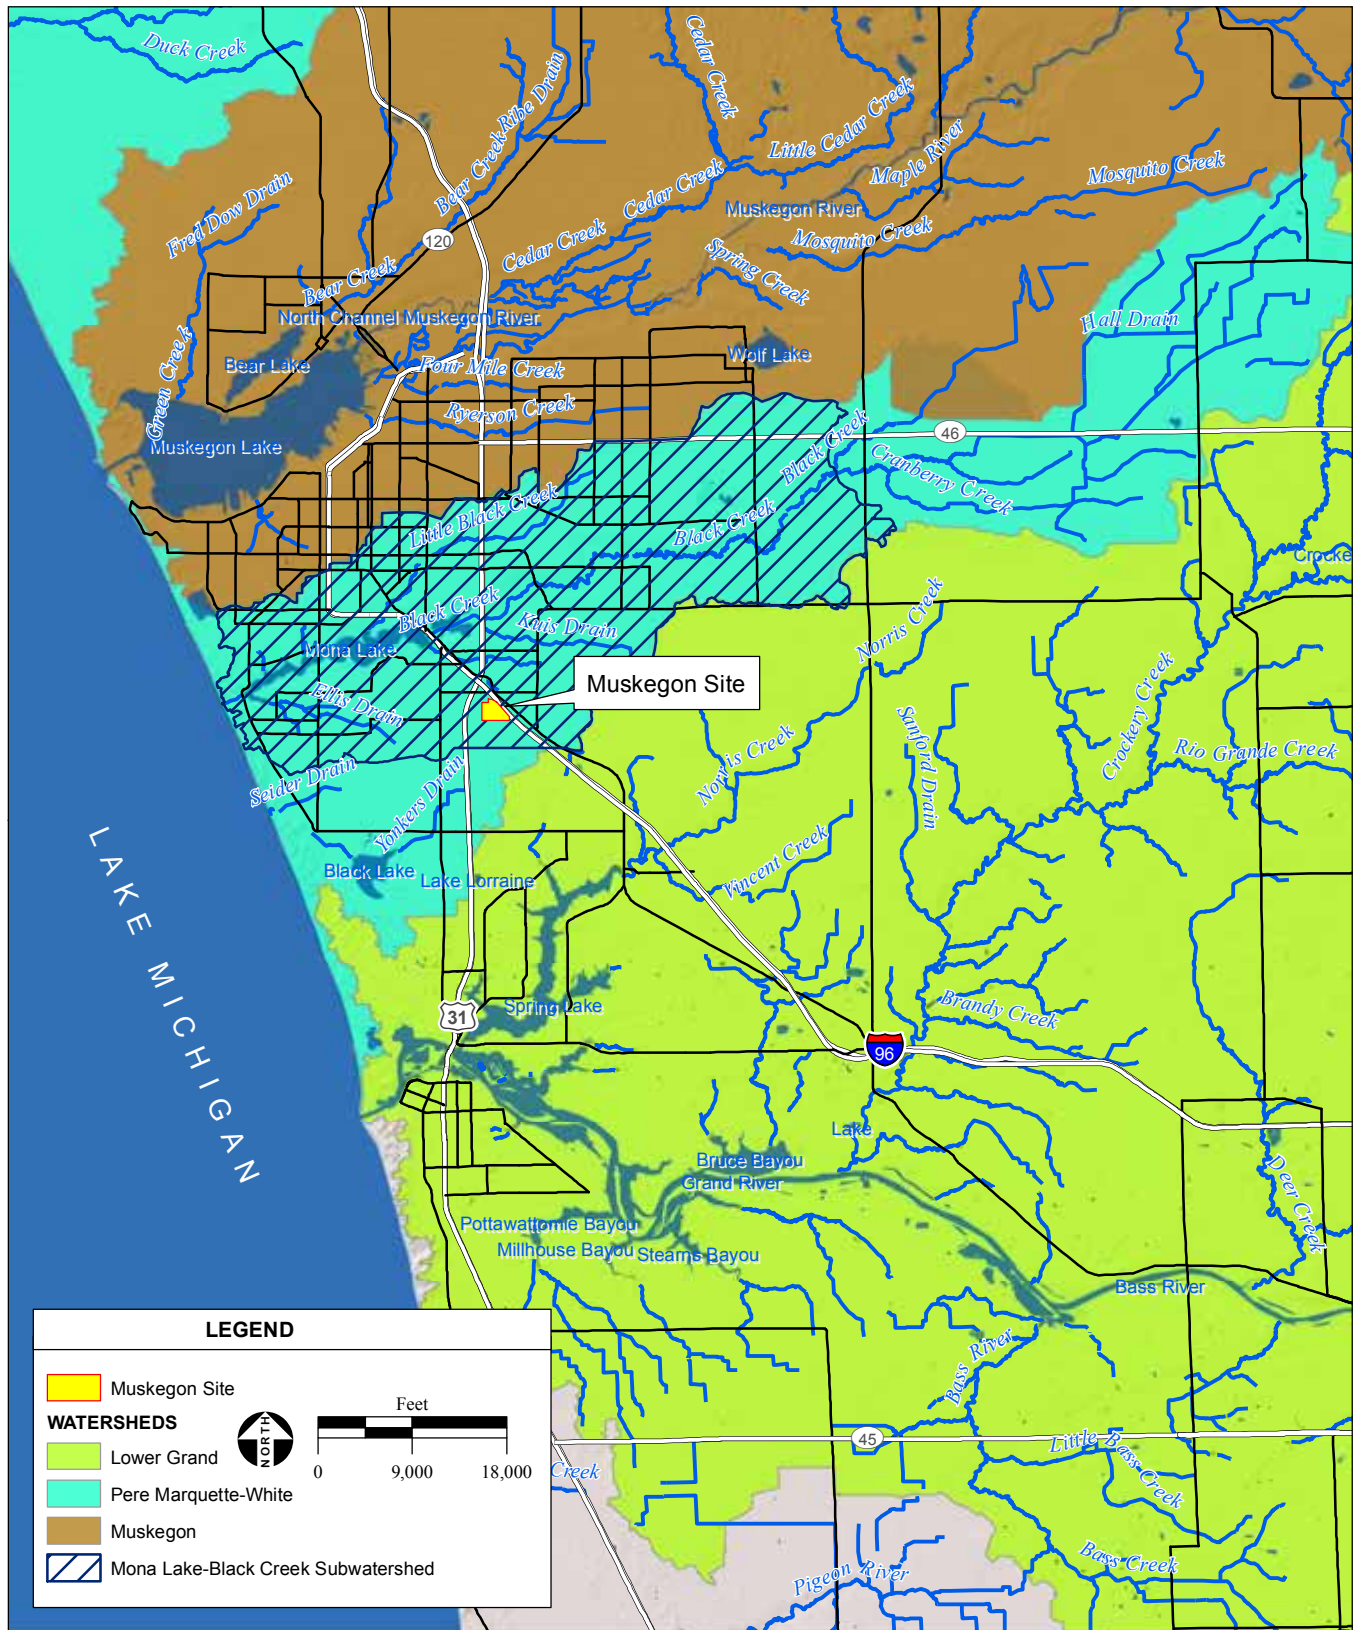 Duck Creek
Cedar Creek
Ribe Drain
Bear Creek
Little Cedar Creek
Maple River
Mosquito Creek
Fred Dow Drain
Cedar Creek
Muskegon River
120
Cedar Creek
Mosquito Creek
Spring Creek
Bear Creek
North Channel Muskegon River
Hall Drain
Green Creek
Bear Lake
Four Mile Creek
Wolf Lake
Ryerson Creek
Muskegon Lake
46
Black Creek
Cranberry Creek
Little Black Creek
Black Creek
Crocke
Black Creek
Kuis Drain
Norris Creek
Mona Lake
Muskegon Site
Ellis Drain
Sanford Drain
Crockery Creek
Rio Grande Creek
Norris Creek
Seider Drain
Yonkers Drain
Vincent Creek
Black Lake
Lake Lorraine
LAKE MICHIGAN
Spring Lake
31
Brandy Creek
96
Lake
Bruce Bayou
Grand River
Deer Creek
Pottawattomie Bayou
Millhouse Bayou
Stearns Bayou
Bass River
Bass River
45
Little Bass Creek
Creek
Bass Creek
Pigeon River
LEGEND
Muskegon Site
WATERSHEDS
Lower Grand
Pere Marquette-White
Muskegon
Mona Lake-Black Creek Subwatershed
NORTH
Feet
0 9,000 18,000